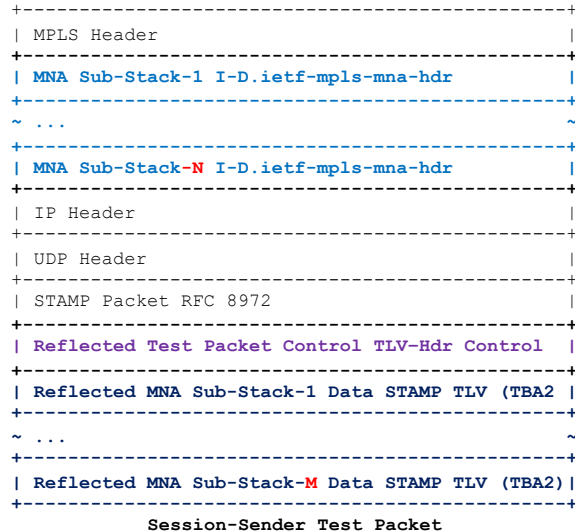 +-----------------------------------------------+
| MPLS Header |
+-----------------------------------------------+
| MNA Sub-Stack-1 I-D.ietf-mpls-mna-hdr |
+-----------------------------------------------+
~ ... ~
+-----------------------------------------------+
| MNA Sub-Stack-N I-D.ietf-mpls-mna-hdr |
+-----------------------------------------------+
| IP Header |
+-----------------------------------------------+
| UDP Header |
+-----------------------------------------------+
| STAMP Packet RFC 8972 |
+-----------------------------------------------+
| Reflected Test Packet Control TLV–Hdr Control |
+-----------------------------------------------+
| Reflected MNA Sub-Stack-1 Data STAMP TLV (TBA2 |
+-----------------------------------------------+
~ ... ~
+-----------------------------------------------+
| Reflected MNA Sub-Stack-M Data STAMP TLV (TBA2)|
+-----------------------------------------------+
Session-Sender Test Packet